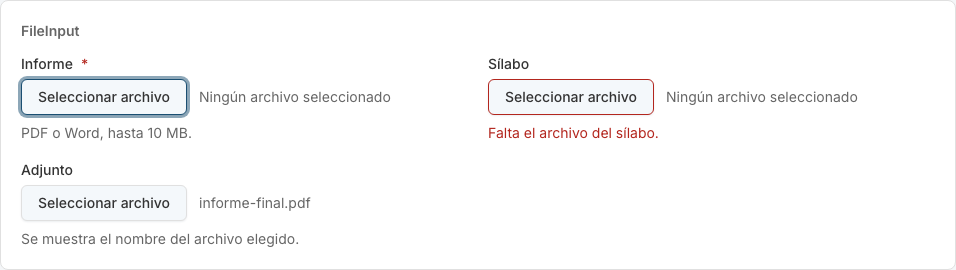 FileInput
Informe *
Seleccionar archivo Ningún archivo seleccionado
PDF o Word, hasta 10 MB.
Sílabo
Seleccionar archivo Ningún archivo seleccionado
Falta el archivo del sílabo.
Adjunto
Seleccionar archivo informe-final.pdf
Se muestra el nombre del archivo elegido.